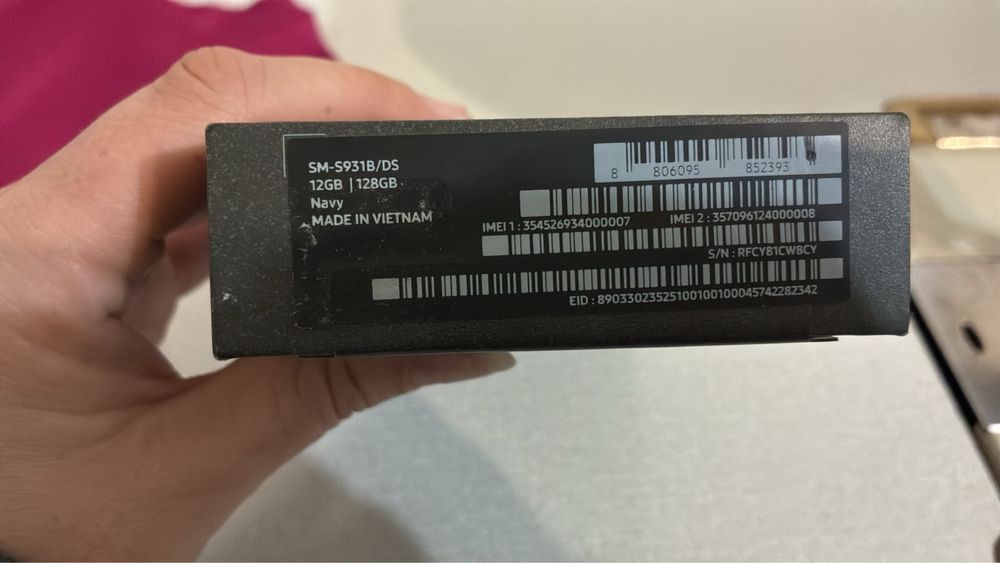 SM-S931B/DS
12GB | 128GB
Navy
MADE IN VIETNAM
8 806095 852393
IMEI 1 : 354526934000007 IMEI 2 : 357096124000008
S/N : RFCY81CW8CY
EID : 89033023525100100100045742282342